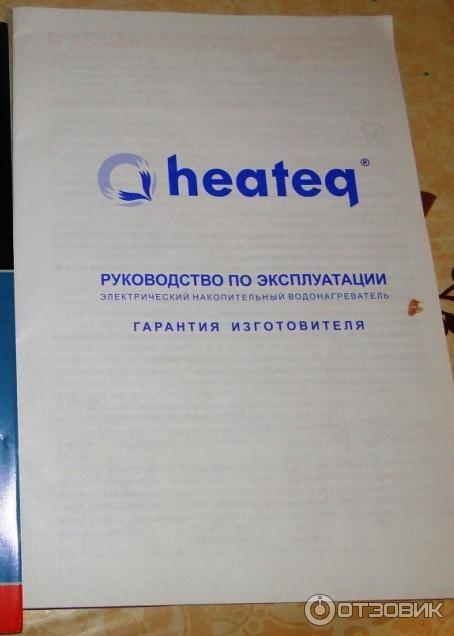 heateq®
РУКОВОДСТВО ПО ЭКСПЛУАТАЦИИ
ЭЛЕКТРИЧЕСКИЙ НАКОПИТЕЛЬНЫЙ ВОДОНАГРЕВАТЕЛЬ
ГАРАНТИЯ ИЗГОТОВИТЕЛЯ
ОТЗОВИК